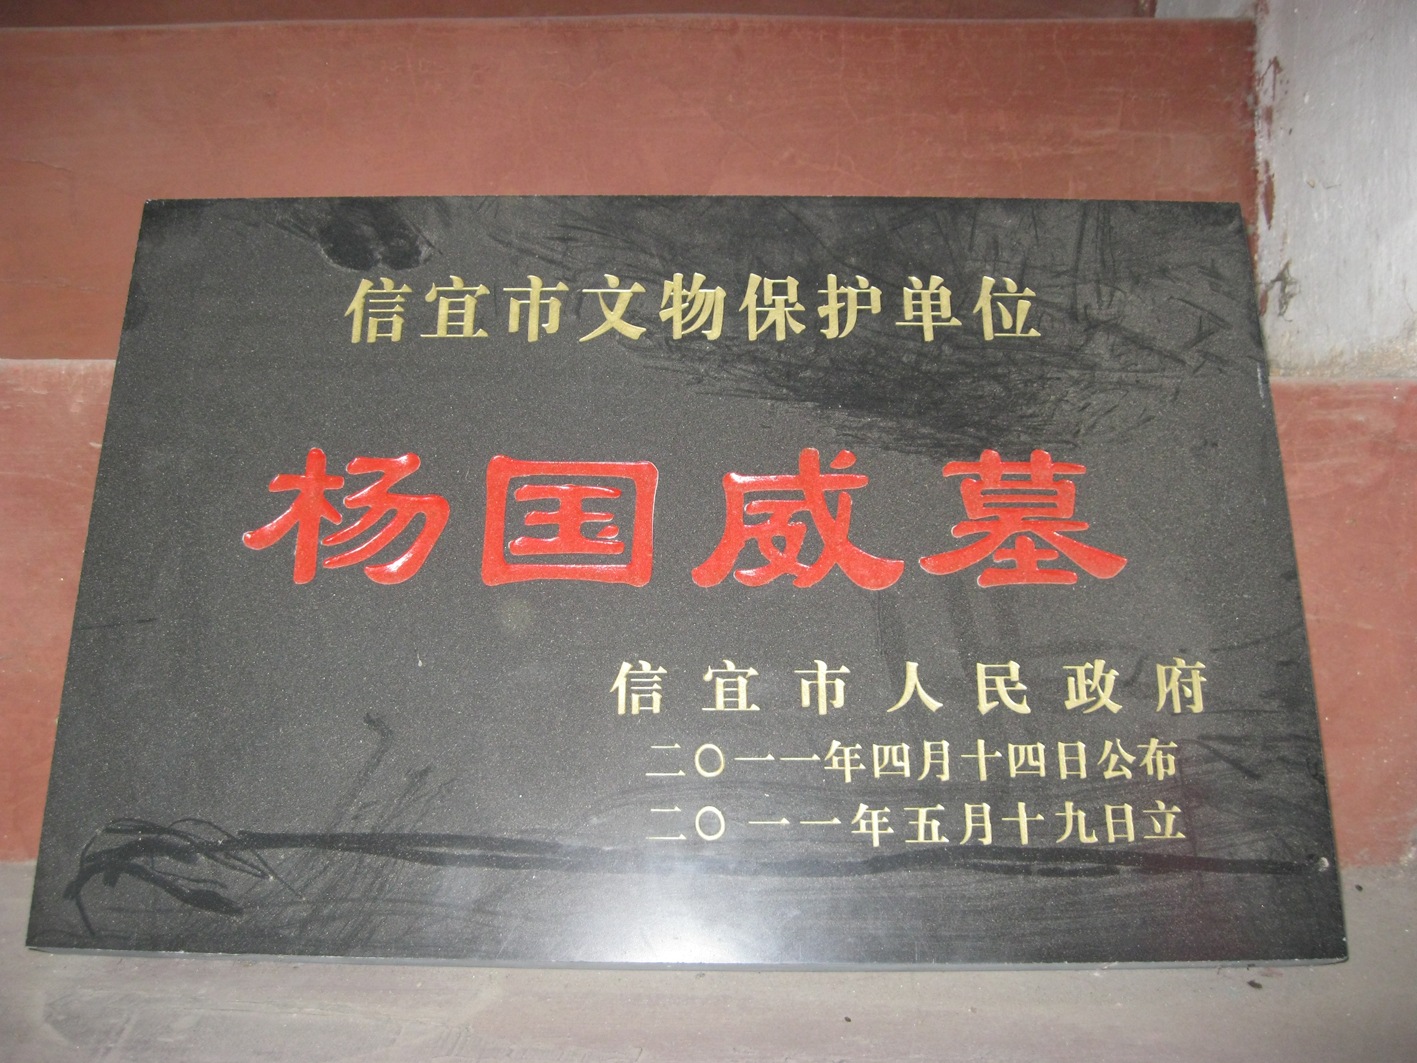 信宜市文物保护单位
杨国威墓
信宜市人民政府
二〇一一年四月十四日公布
二〇一一年五月十九日立